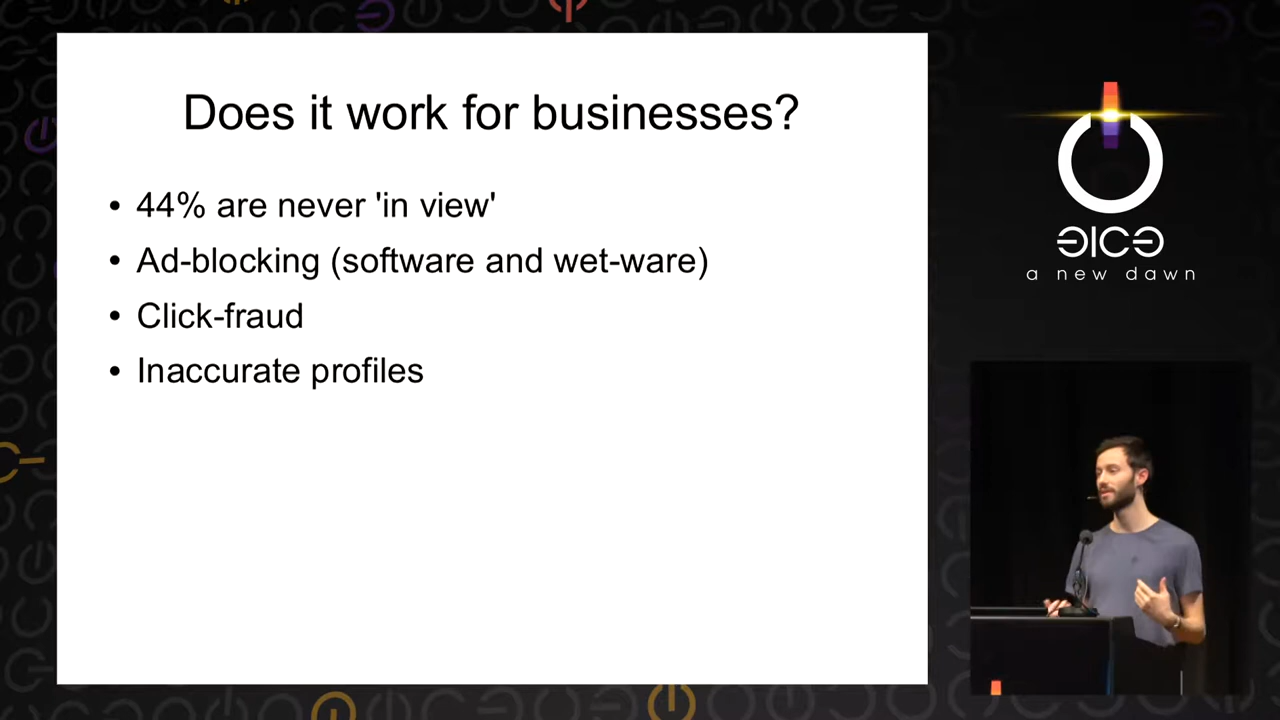 Does it work for businesses?
• 44% are never 'in view'
• Ad-blocking (software and wet-ware)
• Click-fraud
• Inaccurate profiles
a new dawn